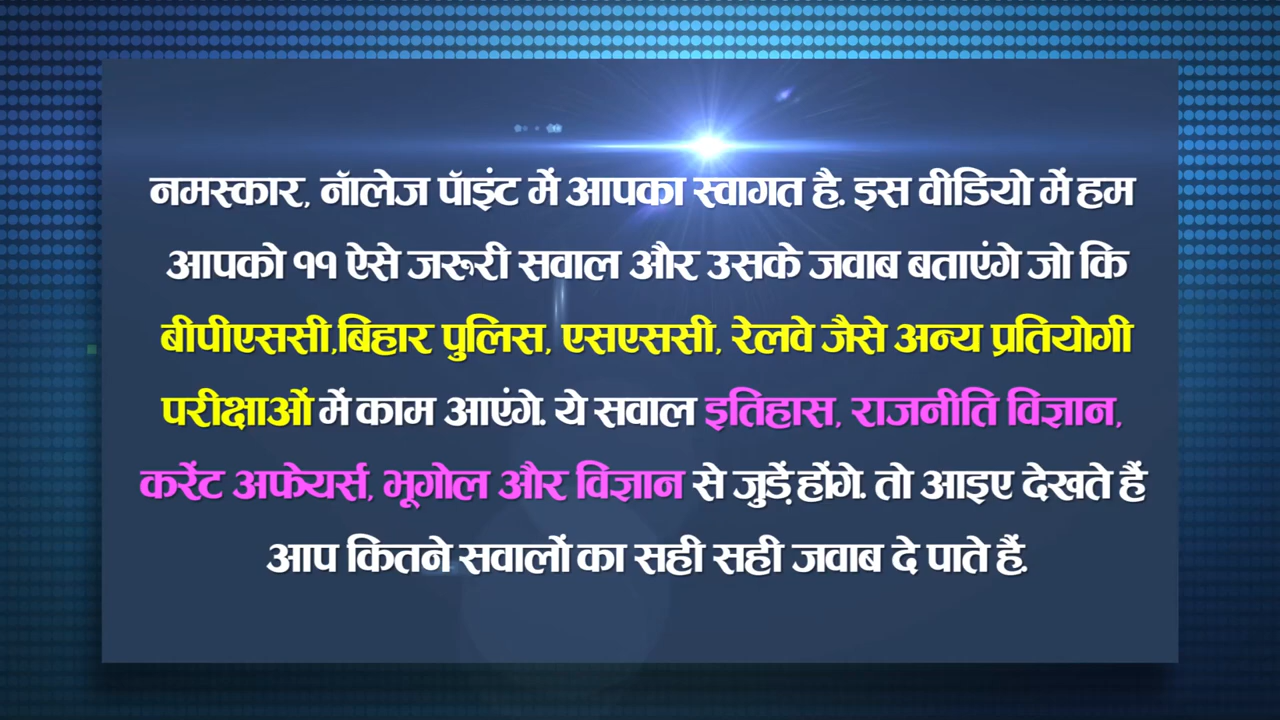 नमस्कार, नॉलेज पॉइंट में आपका स्वागत है. इस वीडियो में हम
आपको ११ ऐसे जरूरी सवाल और उसके जवाब बताएंगे जो कि
बीपीएससी,बिहार पुलिस, एसएससी, रेलवे जैसे अन्य प्रतियोगी
परीक्षाओं में काम आएंगे. ये सवाल इतिहास, राजनीति विज्ञान,
करेंट अफेयर्स, भूगोल और विज्ञान से जुड़ें होंगे. तो आइए देखते हैं
आप कितने सवालों का सही सही जवाब दे पाते हैं.